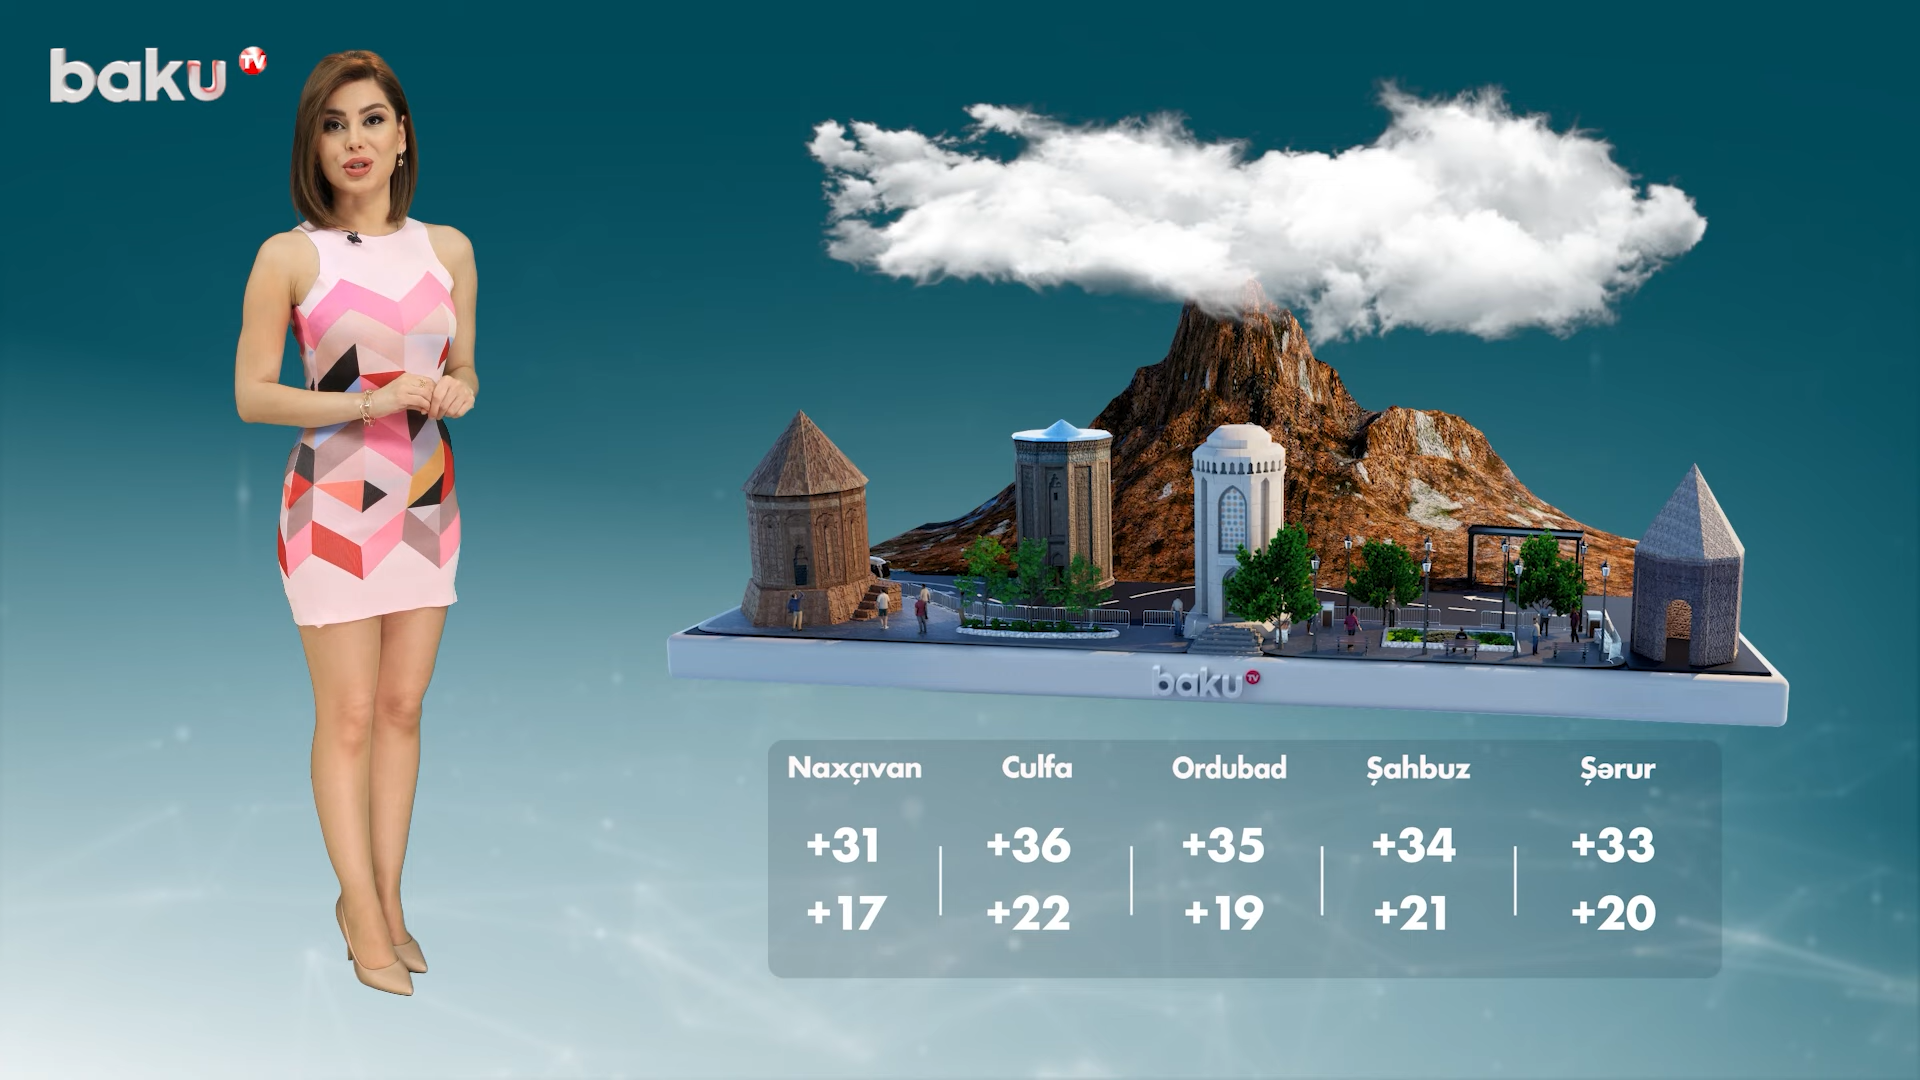 baku TV
baku TV
Naxçıvan Culfa Ordubad Şahbuz Şərur
+31 +36 +35 +34 +33
+17 +22 +19 +21 +20